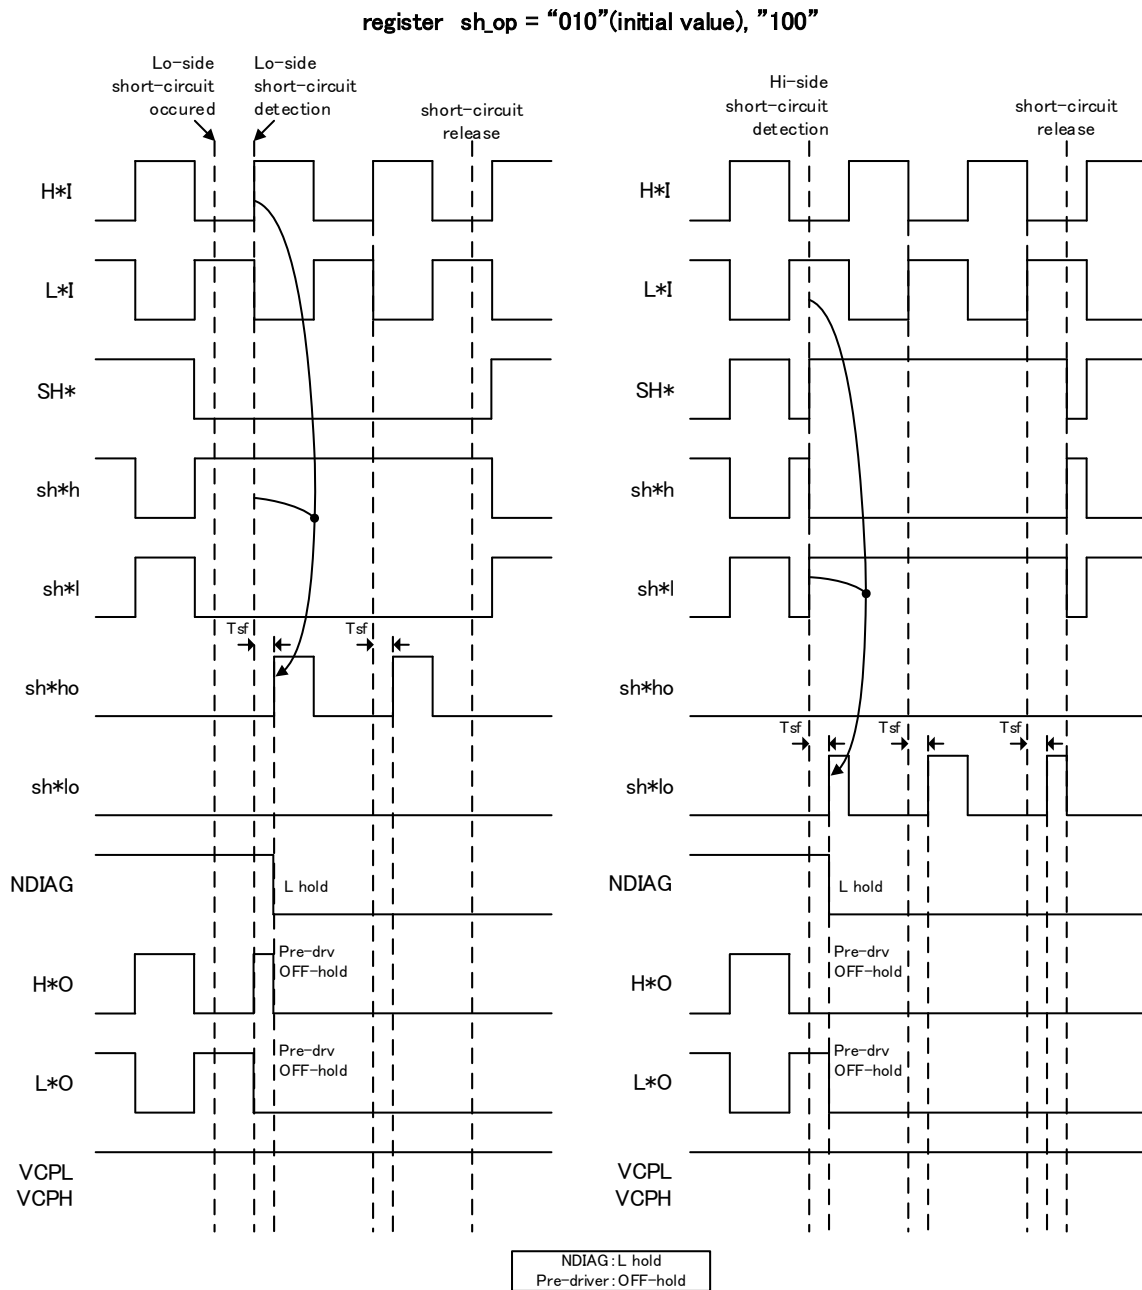 register sh_op = “010”(initial value), ”100”
Lo-side
short-circuit
occured
Lo-side
short-circuit
detection
short-circuit
release
Hi-side
short-circuit
detection
short-circuit
release
H*I
L*I
SH*
sh*h
sh*l
Tsf
Tsf
sh*ho
sh*lo
NDIAG
L hold
H*O
Pre-drv
OFF-hold
L*O
Pre-drv
OFF-hold
VCPL
VCPH
H*I
L*I
SH*
sh*h
sh*l
sh*ho
Tsf
Tsf
Tsf
sh*lo
NDIAG
L hold
H*O
Pre-drv
OFF-hold
L*O
Pre-drv
OFF-hold
VCPL
VCPH
NDIAG:L hold
Pre-driver:OFF-hold